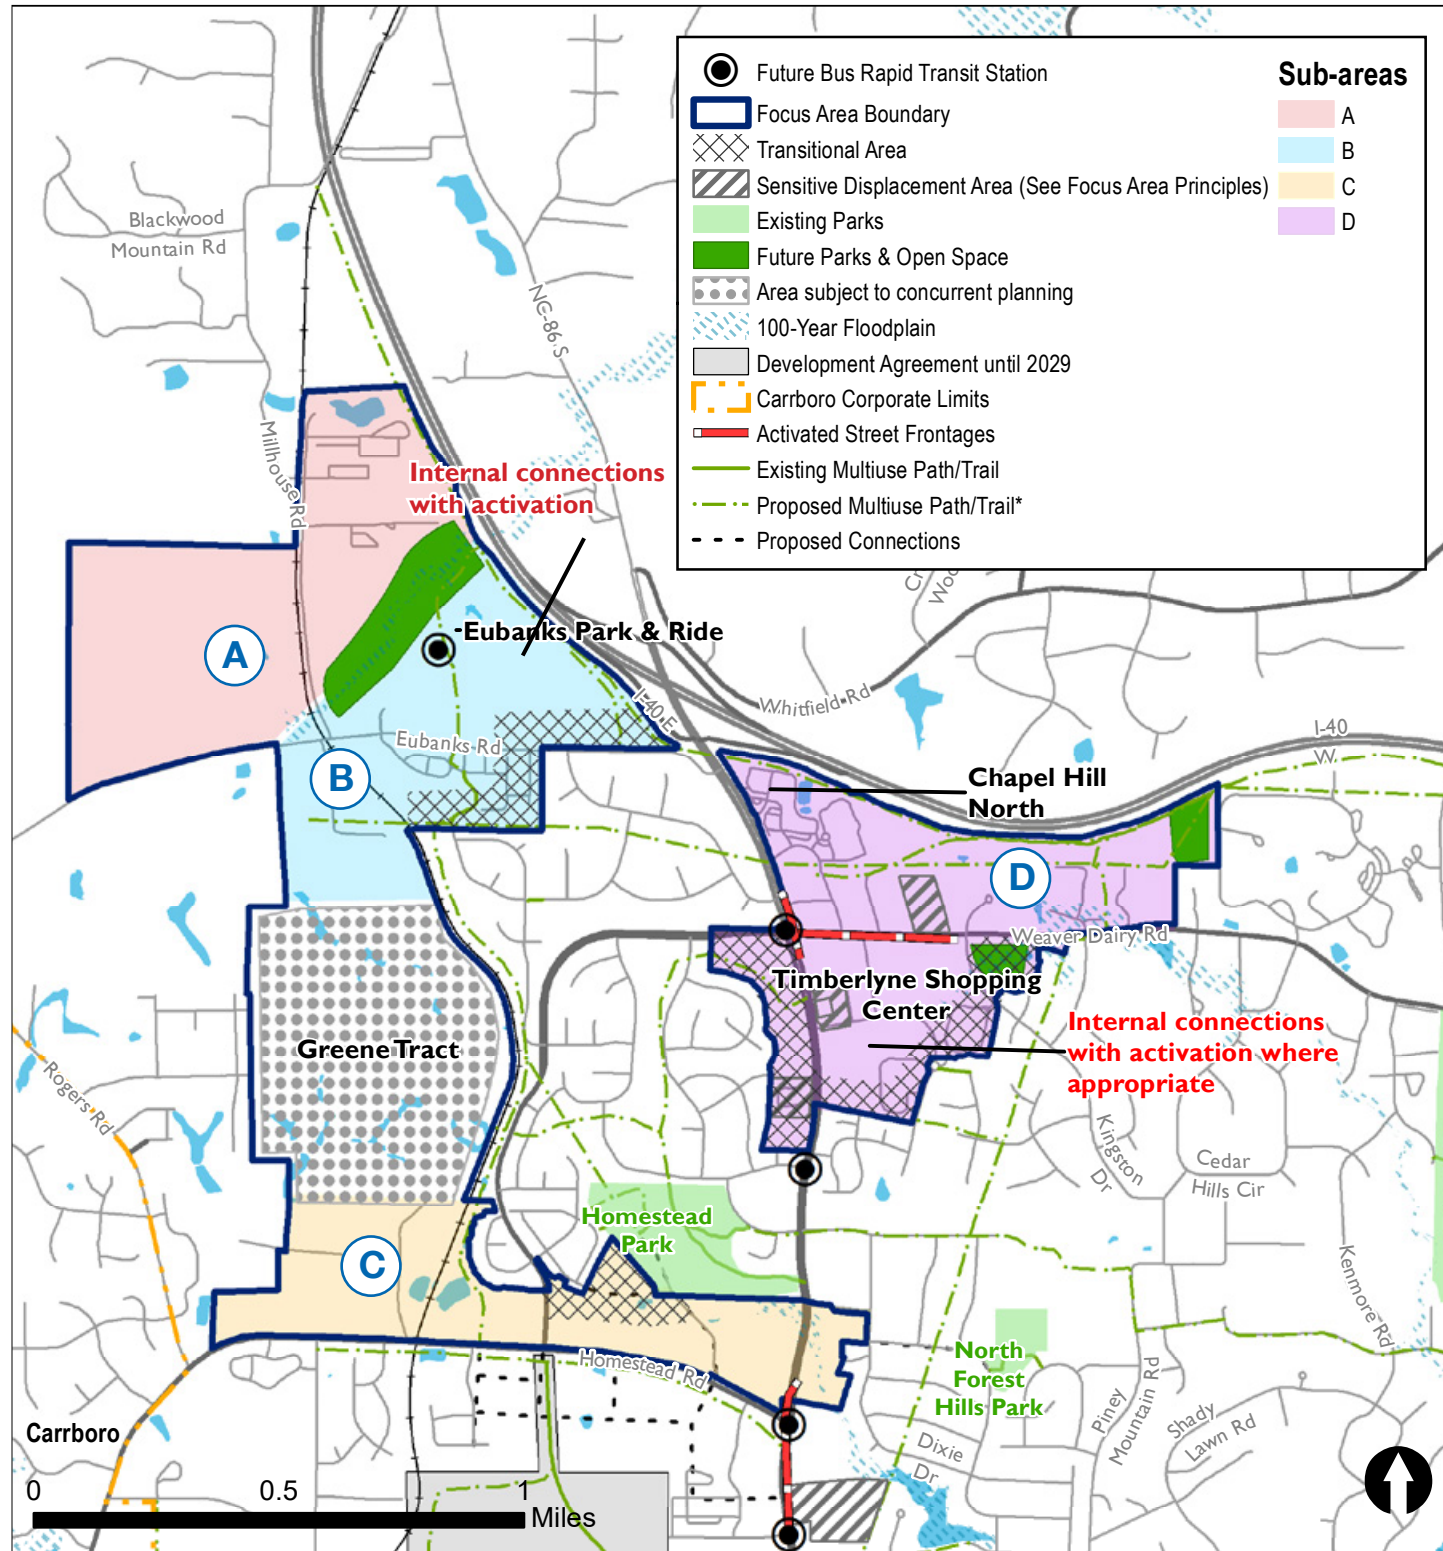 Future Bus Rapid Transit Station
Focus Area Boundary
Transitional Area
Sensitive Displacement Area (See Focus Area Principles)
Existing Parks
Future Parks & Open Space
Area subject to concurrent planning
100-Year Floodplain
Development Agreement until 2029
Carrboro Corporate Limits
Activated Street Frontages
Existing Multiuse Path/Trail
Proposed Multiuse Path/Trail*
Proposed Connections
Sub-areas
A
B
C
D
Blackwood
Mountain Rd
NC-86 S
Millhouse Rd
Internal connections
with activation
A
-Eubanks Park & Ride
I-40 E
Whitfield Rd
I-40
W
Eubanks Rd
B
Chapel Hill
North
D
Weaver Dairy Rd
Timberlyne Shopping
Center
Internal connections
with activation where
appropriate
Greene Tract
Rogers Rd
Kingston
Dr
Cedar
Hills Cir
Homestead
Park
C
Kenmore Rd
Homestead Rd
North
Forest
Hills Park
Piney
Mountain Rd
Shady
Lawn Rd
Dixie
Dr
Carrboro
0
0.5
1
Miles